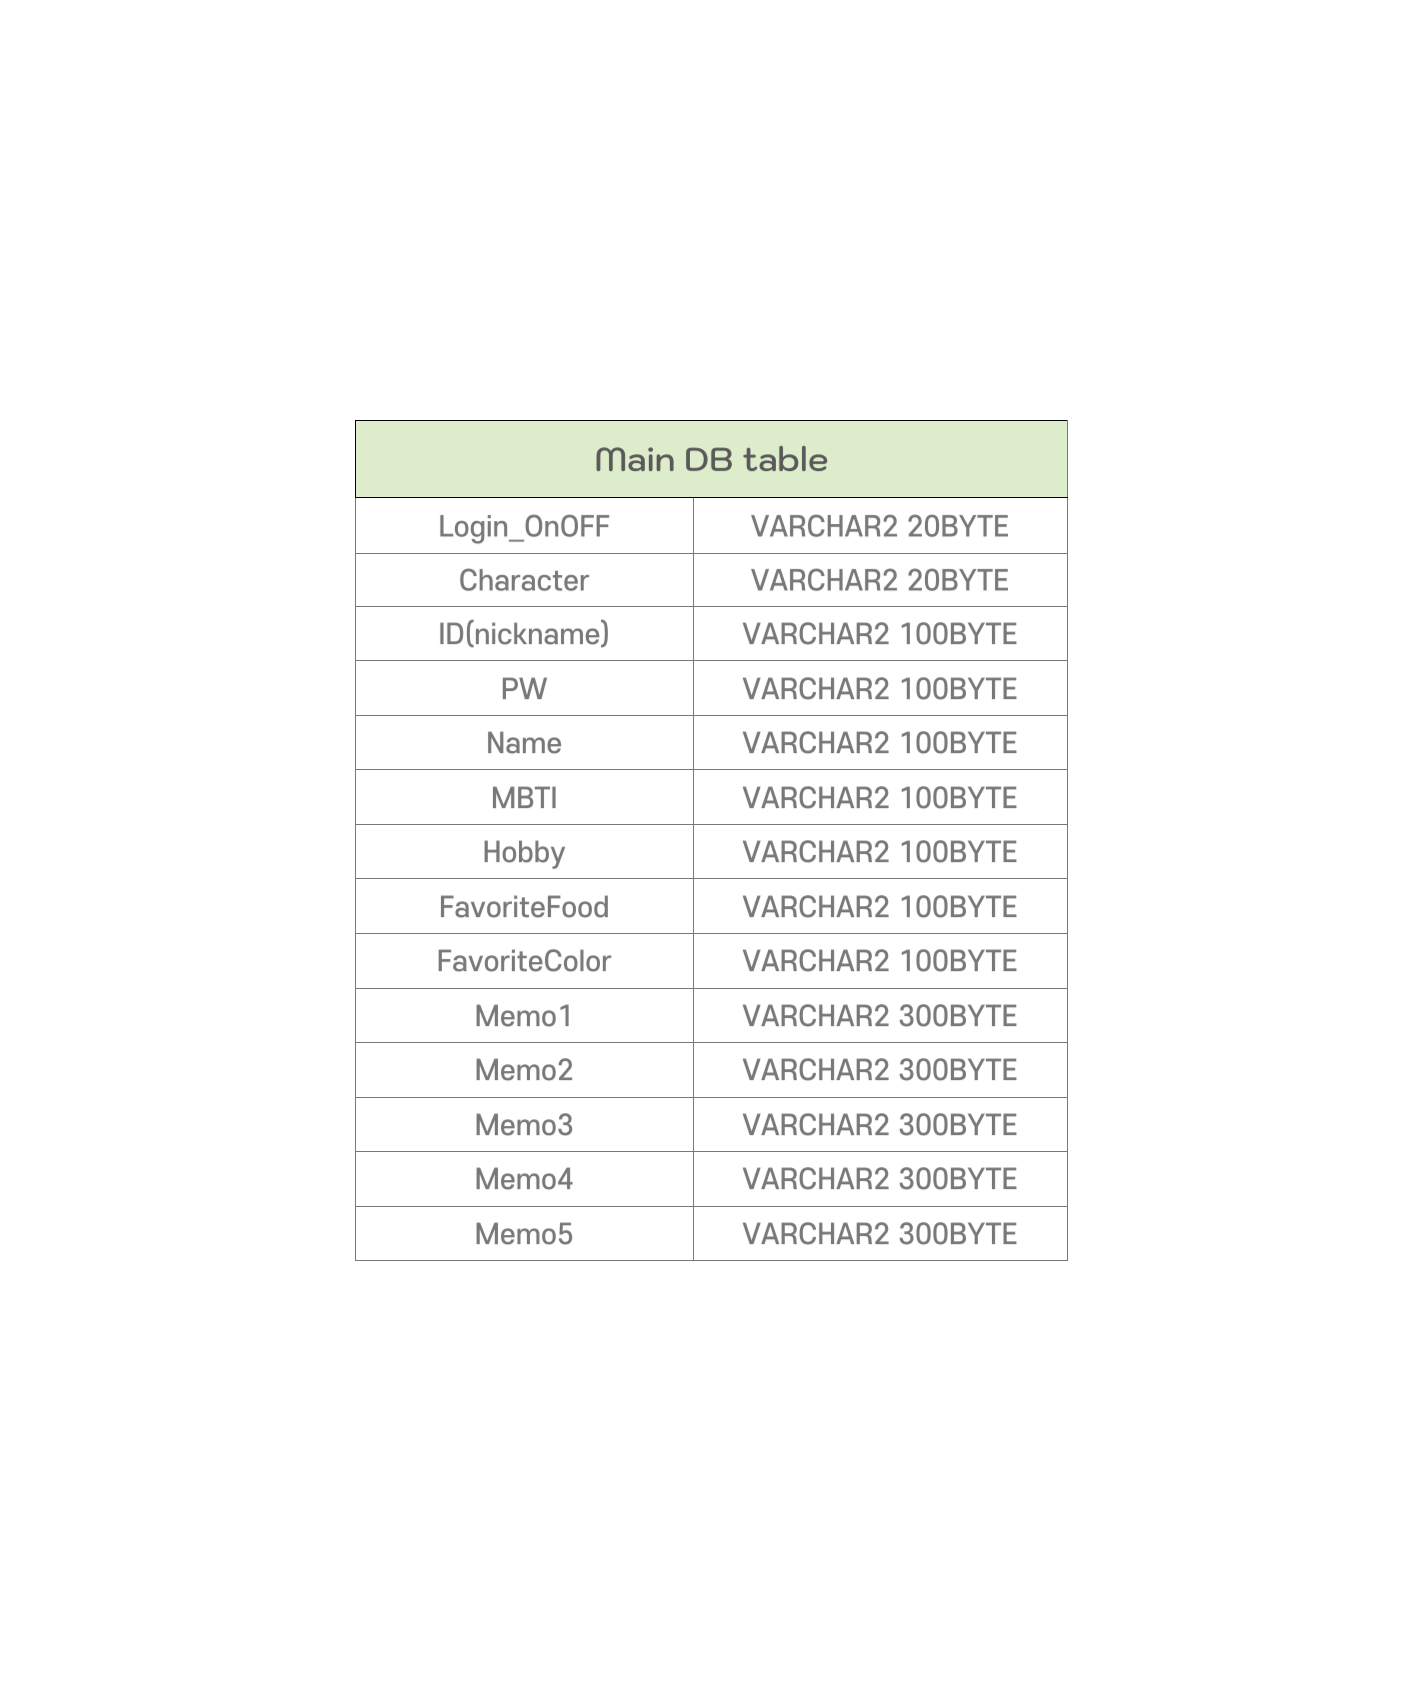 Main DB table
Login_OnOFF VARCHAR2 20BYTE
Character VARCHAR2 20BYTE
ID(nickname) VARCHAR2 100BYTE
PW VARCHAR2 100BYTE
Name VARCHAR2 100BYTE
MBTI VARCHAR2 100BYTE
Hobby VARCHAR2 100BYTE
FavoriteFood VARCHAR2 100BYTE
FavoriteColor VARCHAR2 100BYTE
Memo1 VARCHAR2 300BYTE
Memo2 VARCHAR2 300BYTE
Memo3 VARCHAR2 300BYTE
Memo4 VARCHAR2 300BYTE
Memo5 VARCHAR2 300BYTE